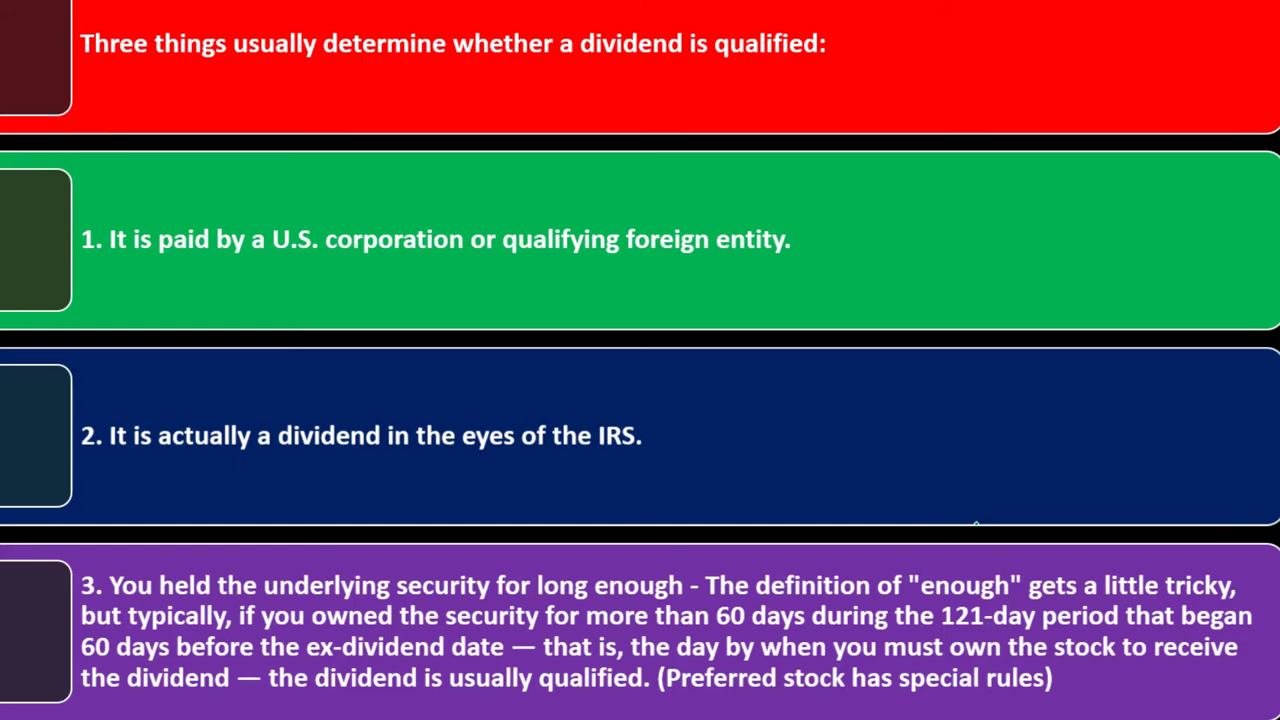 Three things usually determine whether a dividend is qualified:
1. It is paid by a U.S. corporation or qualifying foreign entity.
2. It is actually a dividend in the eyes of the IRS.
3. You held the underlying security for long enough - The definition of "enough" gets a little tricky,
but typically, if you owned the security for more than 60 days during the 121-day period that began
60 days before the ex-dividend date — that is, the day by when you must own the stock to receive
the dividend — the dividend is usually qualified. (Preferred stock has special rules)